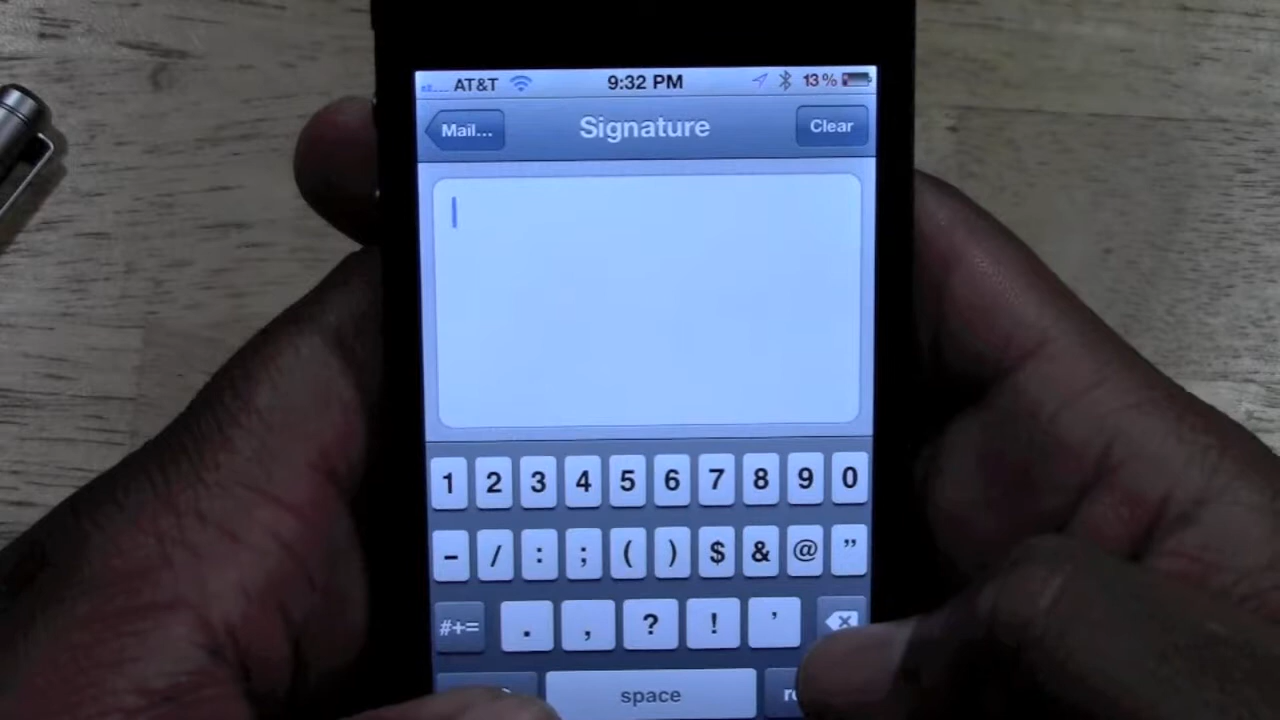 AT&T 9:32 PM 13%
Mail... Signature Clear
1 2 3 4 5 6 7 8 9 0
- / : ; ( ) $ & @ "
#+= . , ? ! '
space